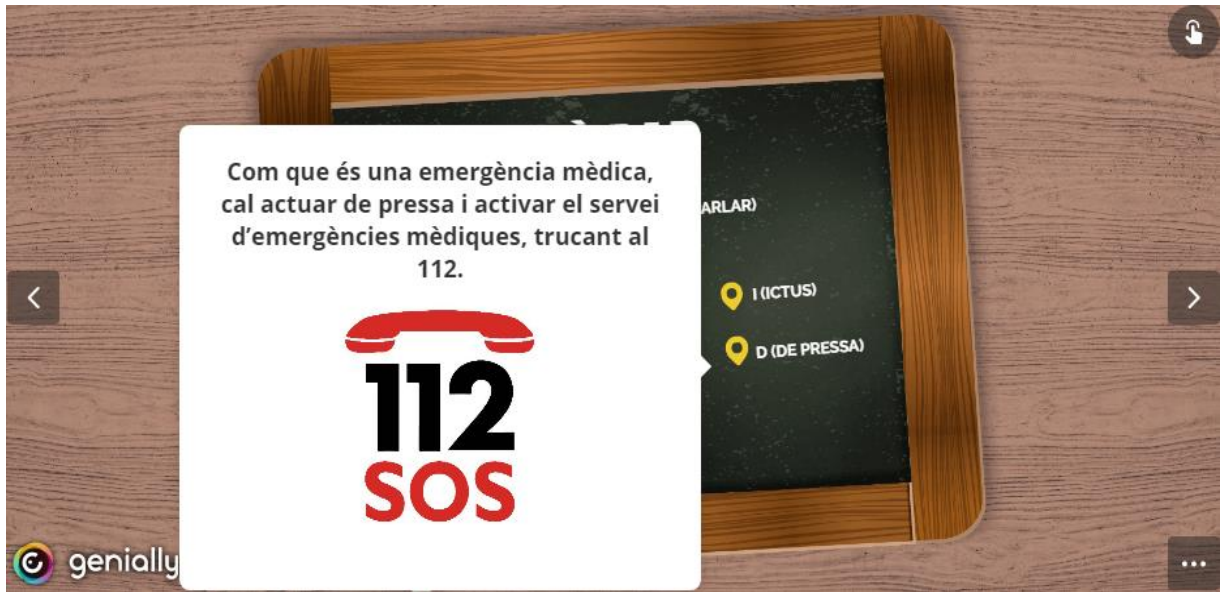 Com que és una emergència mèdica,
cal actuar de pressa i activar el servei
d’emergències mèdiques, trucant al
112.
112
SOS
I (ICTUS)
D (DE PRESSA)
genially